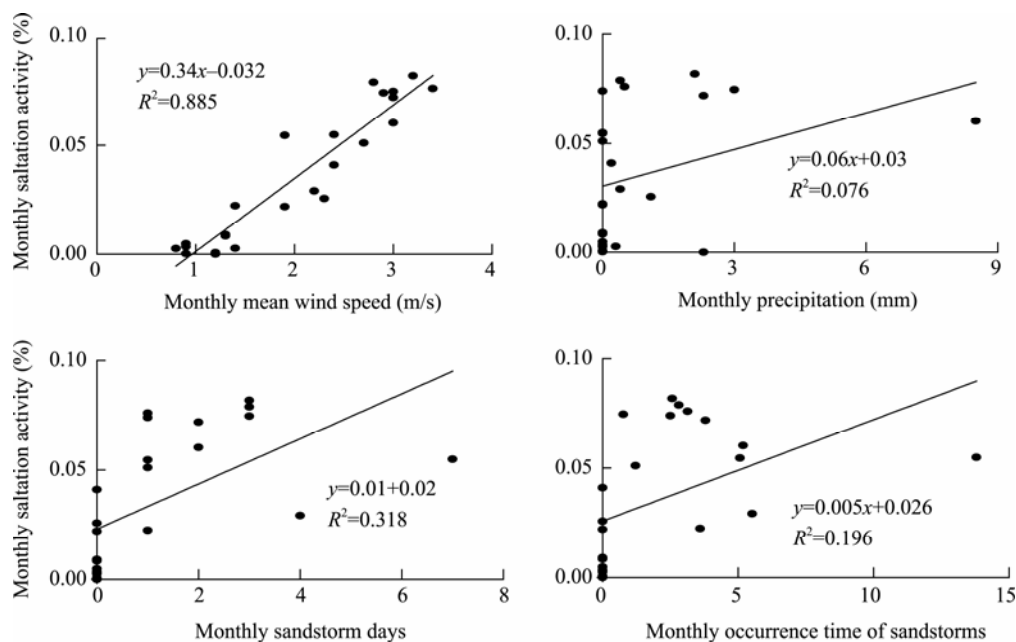 Monthly saltation activity (%)
0.10
0.05
0.00
y=0.34x−0.032
R²=0.885
0
1
2
3
4
Monthly mean wind speed (m/s)
0.10
0.05
0.00
y=0.06x+0.03
R²=0.076
0
3
6
9
Monthly precipitation (mm)
Monthly saltation activity (%)
0.10
0.05
0.00
y=0.01+0.02
R²=0.318
0
2
4
6
8
Monthly sandstorm days
0.10
0.05
0.00
y=0.005x+0.026
R²=0.196
0
5
10
15
Monthly occurrence time of sandstorms